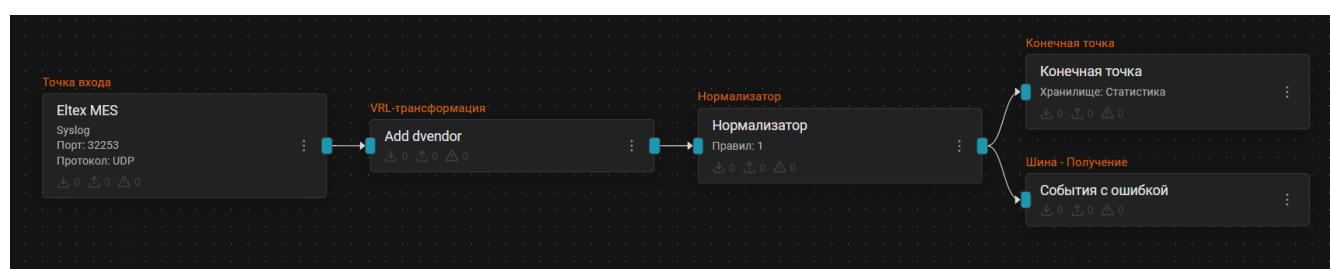 Точка входа
Eltex MES
Syslog
Порт: 32253
Протокол: UDP
0 0 0
VRL-трансформация
Add dvendor
0 0 0
Нормализатор
Нормализатор
Правил: 1
0 0 0
Конечная точка
Конечная точка
Хранилище: Статистика
0 0 0
Шина - Получение
События с ошибкой
0 0 0